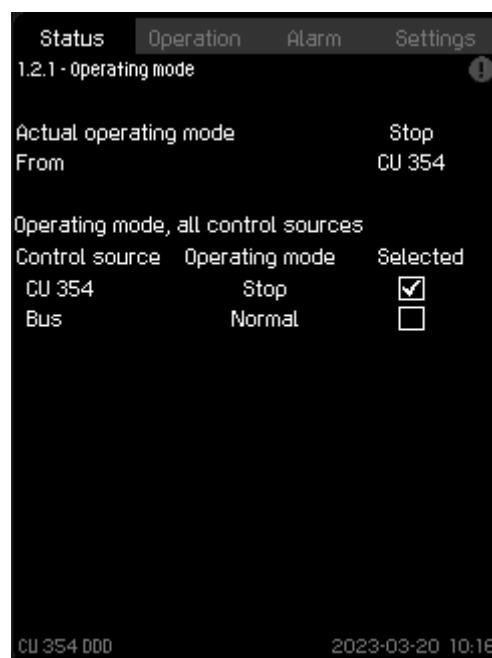 Status Operation Alarm Settings
1.2.1 - Operating mode
Actual operating mode Stop
From CU 354
Operating mode, all control sources
Control source Operating mode Selected
CU 354 Stop
Bus Normal
CU 354 DDD 2023-03-20 10:16